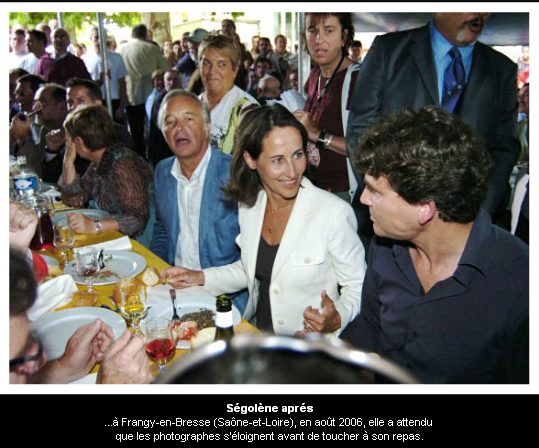 Ségolène aprés
...à Frangy-en-Bresse (Saône-et-Loire), en août 2006, elle a attendu
que les photographes s'éloignent avant de toucher à son repas.